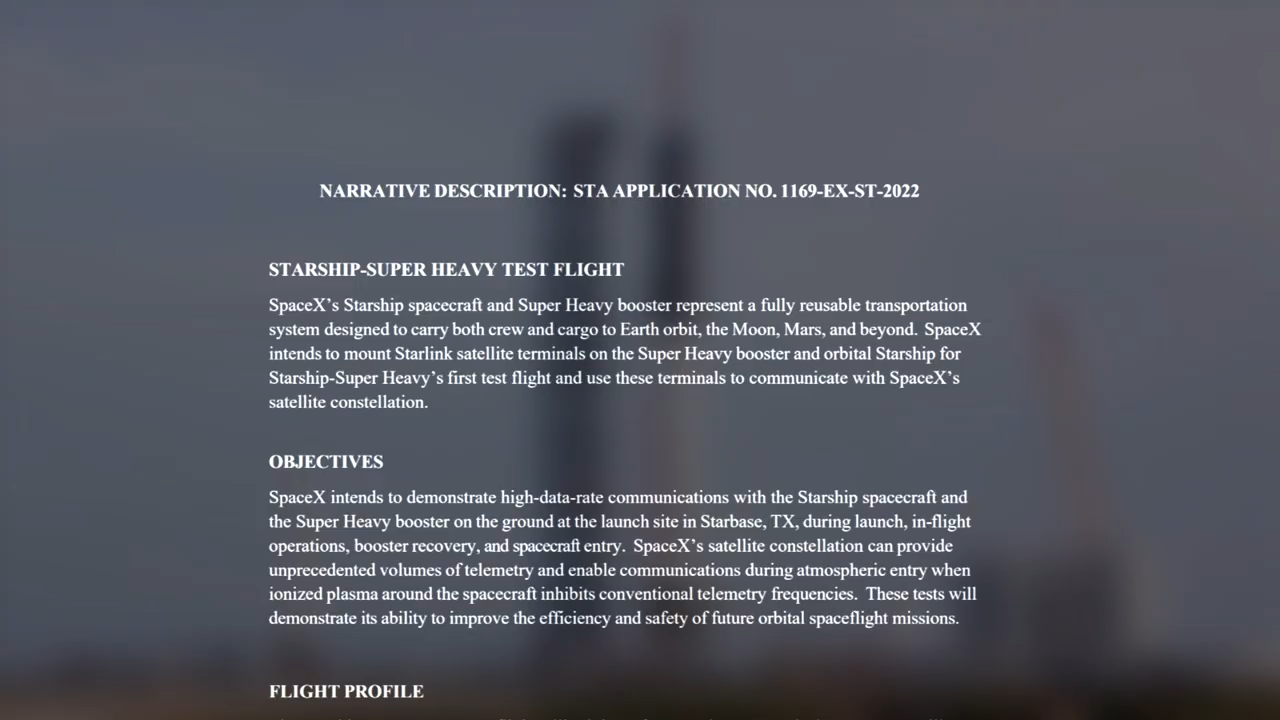 NARRATIVE DESCRIPTION: STA APPLICATION NO. 1169-EX-ST-2022
STARSHIP-SUPER HEAVY TEST FLIGHT
SpaceX’s Starship spacecraft and Super Heavy booster represent a fully reusable transportation
system designed to carry both crew and cargo to Earth orbit, the Moon, Mars, and beyond. SpaceX
intends to mount Starlink satellite terminals on the Super Heavy booster and orbital Starship for
Starship-Super Heavy’s first test flight and use these terminals to communicate with SpaceX’s
satellite constellation.
OBJECTIVES
SpaceX intends to demonstrate high-data-rate communications with the Starship spacecraft and
the Super Heavy booster on the ground at the launch site in Starbase, TX, during launch, in-flight
operations, booster recovery, and spacecraft entry. SpaceX’s satellite constellation can provide
unprecedented volumes of telemetry and enable communications during atmospheric entry when
ionized plasma around the spacecraft inhibits conventional telemetry frequencies. These tests will
demonstrate its ability to improve the efficiency and safety of future orbital spaceflight missions.
FLIGHT PROFILE